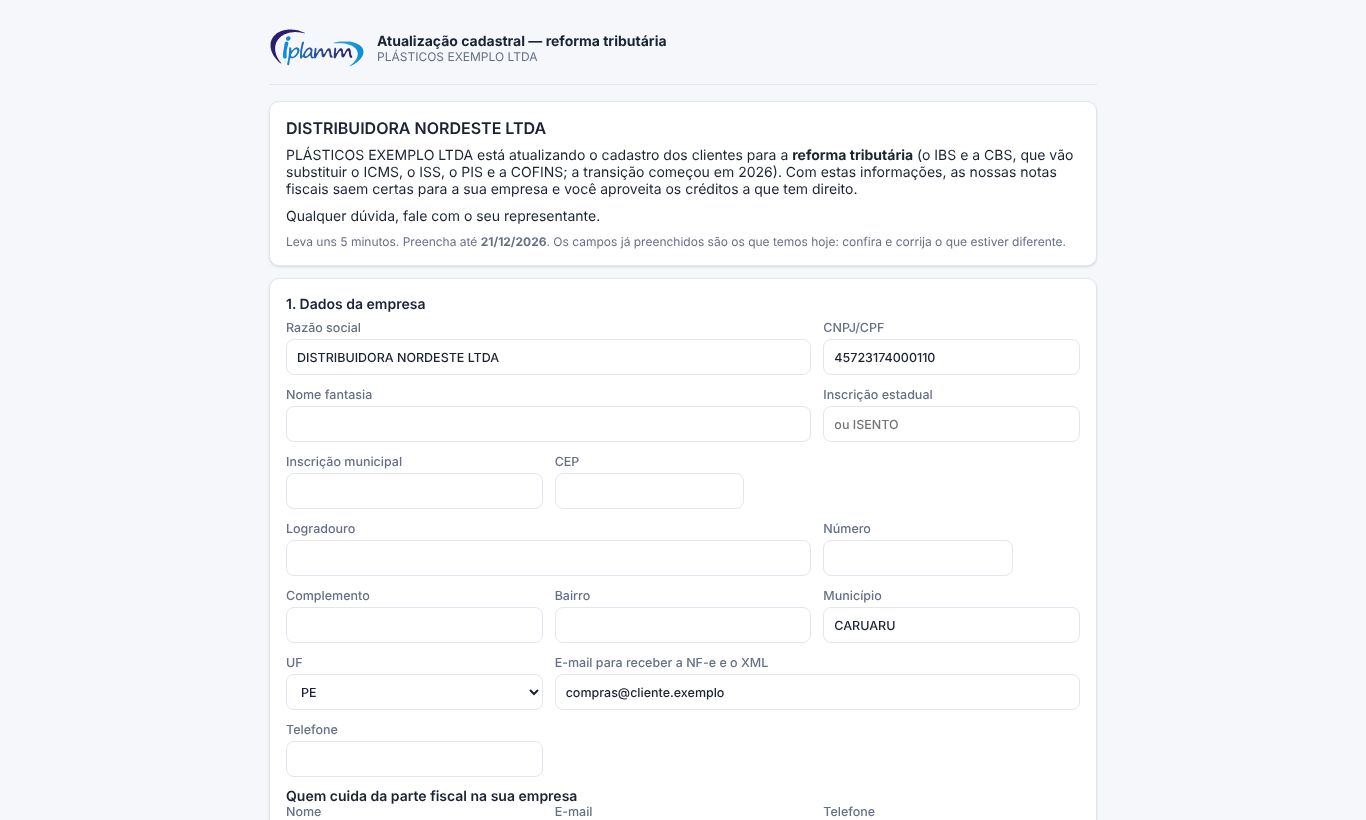 iplamm
Atualização cadastral — reforma tributária
PLÁSTICOS EXEMPLO LTDA
DISTRIBUIDORA NORDESTE LTDA
PLÁSTICOS EXEMPLO LTDA está atualizando o cadastro dos clientes para a reforma tributária (o IBS e a CBS, que vão
substituir o ICMS, o ISS, o PIS e a COFINS; a transição começou em 2026). Com estas informações, as nossas notas
fiscais saem certas para a sua empresa e você aproveita os créditos a que tem direito.
Qualquer dúvida, fale com o seu representante.
Leva uns 5 minutos. Preencha até 21/12/2026. Os campos já preenchidos são os que temos hoje: confira e corrija o que estiver diferente.
1. Dados da empresa
Razão social CNPJ/CPF
DISTRIBUIDORA NORDESTE LTDA 45723174000110
Nome fantasia Inscrição estadual
ou ISENTO
Inscrição municipal CEP
Logradouro Número
Complemento Bairro Município
CARUARU
UF E-mail para receber a NF-e e o XML
PE compras@cliente.exemplo
Telefone
Quem cuida da parte fiscal na sua empresa
Nome E-mail Telefone